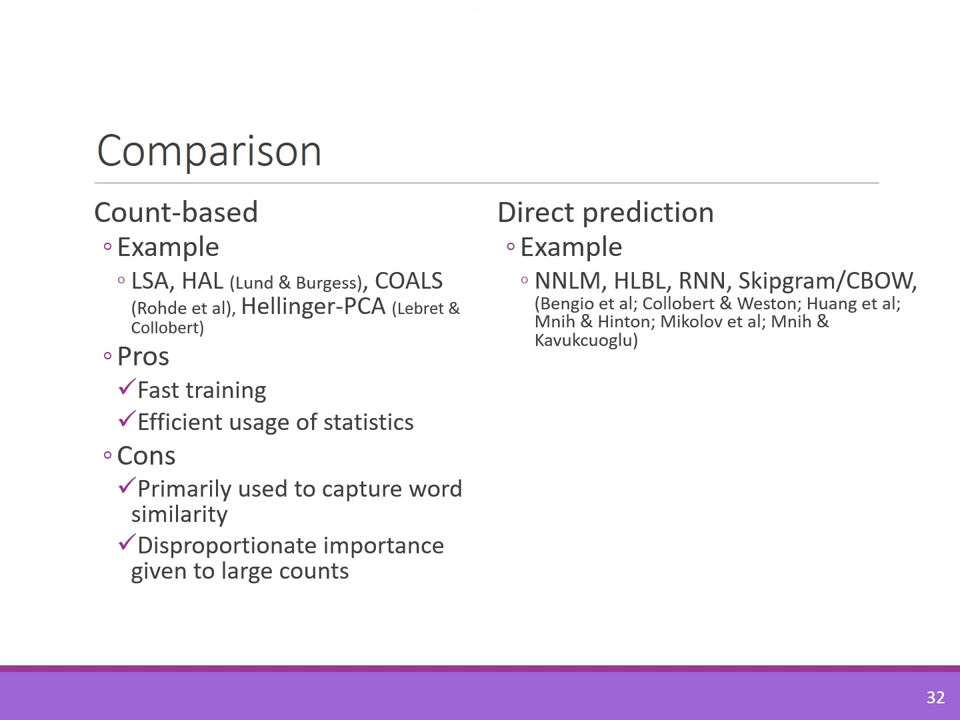 Comparison
Count-based
◦Example
◦LSA, HAL (Lund & Burgess), COALS
(Rohde et al), Hellinger-PCA (Lebret &
Collobert)
◦Pros
✓Fast training
✓Efficient usage of statistics
◦Cons
✓Primarily used to capture word
similarity
✓Disproportionate importance
given to large counts
Direct prediction
◦Example
◦NNLM, HLBL, RNN, Skipgram/CBOW,
(Bengio et al; Collobert & Weston; Huang et al;
Mnih & Hinton; Mikolov et al; Mnih &
Kavukcuoglu)
32